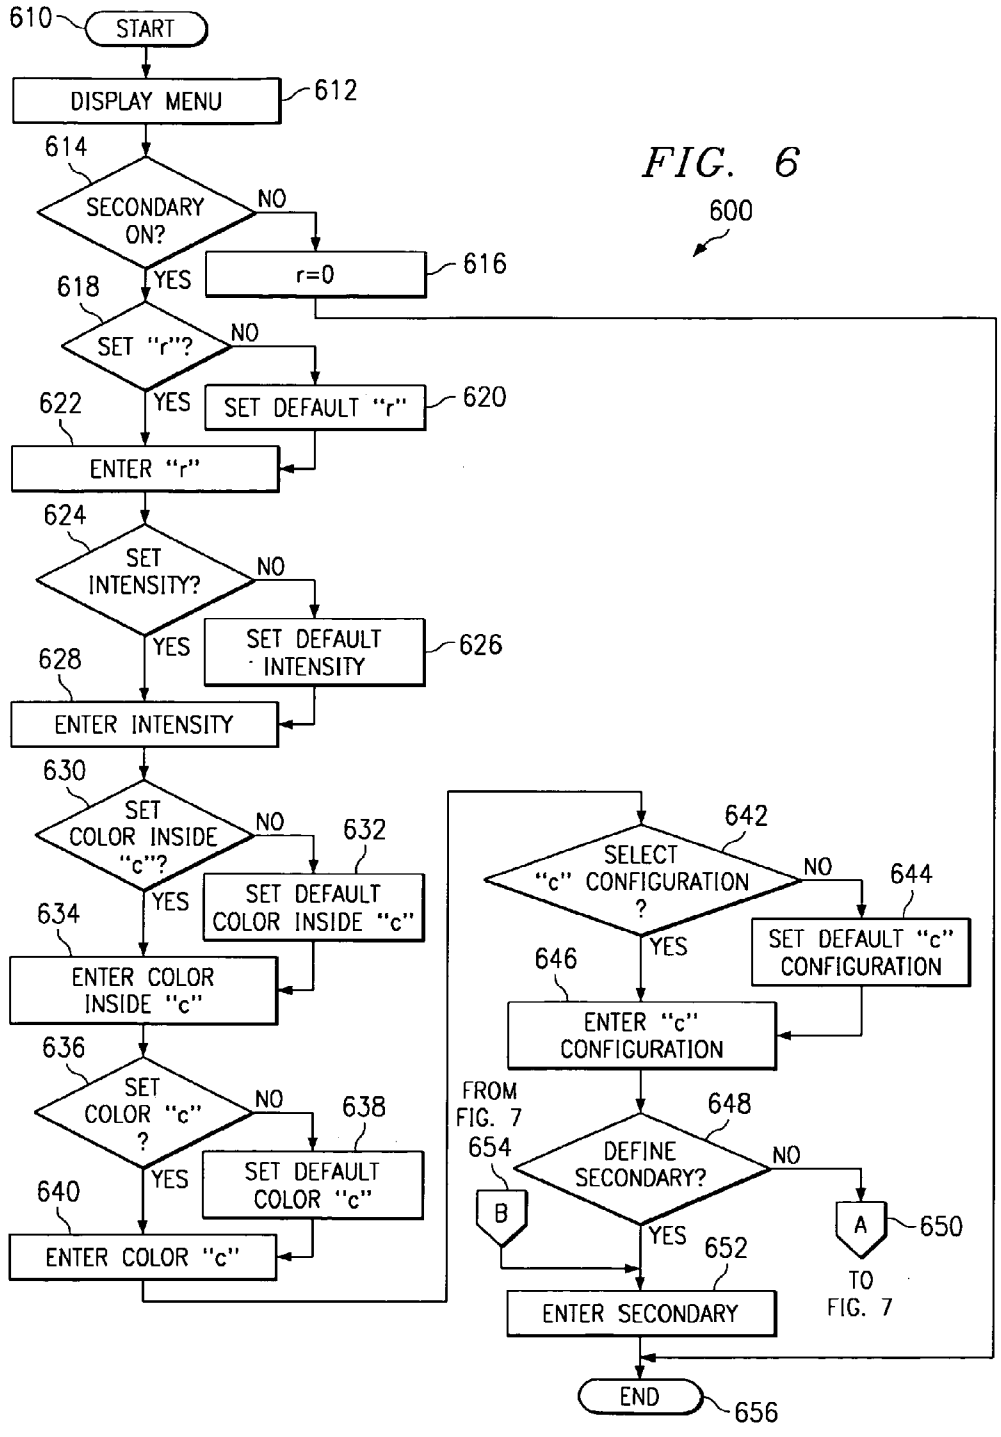 610
START
DISPLAY MENU
612
614
SECONDARY
ON?
NO
YES
r=0
616
FIG. 6
600
618
SET "r"?
NO
YES
SET DEFAULT "r"
620
622
ENTER "r"
624
SET
INTENSITY?
NO
YES
SET DEFAULT
INTENSITY
626
628
ENTER INTENSITY
630
SET
COLOR INSIDE
"c"?
NO
YES
632
SET DEFAULT
COLOR INSIDE "c"
634
ENTER COLOR
INSIDE "c"
636
SET
COLOR "c"
?
NO
YES
638
SET DEFAULT
COLOR "c"
640
ENTER COLOR "c"
642
SELECT
"c" CONFIGURATION
?
NO
YES
644
SET DEFAULT "c"
CONFIGURATION
646
ENTER "c"
CONFIGURATION
648
DEFINE
SECONDARY?
NO
YES
FROM
FIG. 7
654
B
A
650
TO
FIG. 7
652
ENTER SECONDARY
END
656